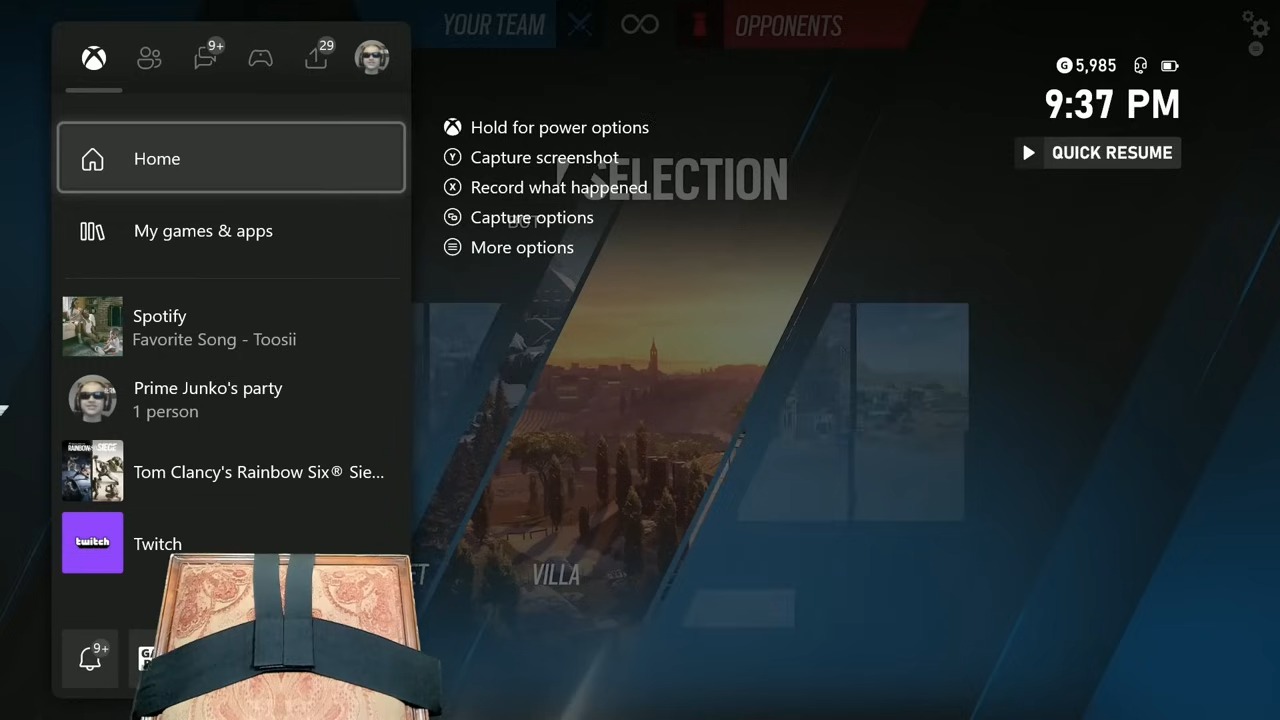 YOUR TEAM
OPPONENTS
9+
29
5,985
9:37 PM
QUICK RESUME
Home
My games & apps
Spotify
Favorite Song - Toosii
Prime Junko's party
1 person
Tom Clancy's Rainbow Six® Sie...
twitch
Twitch
9+
Hold for power options
Capture screenshot
Record what happened
Capture options
More options
SELECTION
VILLA